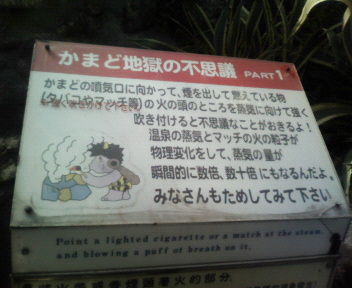 かまど地獄の不思議 PART1
かまどの噴気口に向かって、煙を出して燃えている物
(タバコやマッチ等)の火の頭のところを蒸気に向けて強く
吹き付けると不思議なことがおきるよ!
温泉の蒸気とマッチの火の粒子が
物理変化をして、蒸気の量が
瞬間的に数倍、数十倍にもなるんだよ。
みなさんもためしてみて下さい
Point a lighted cigarette or a match at the steam,
and blowing a puff of breath on it.